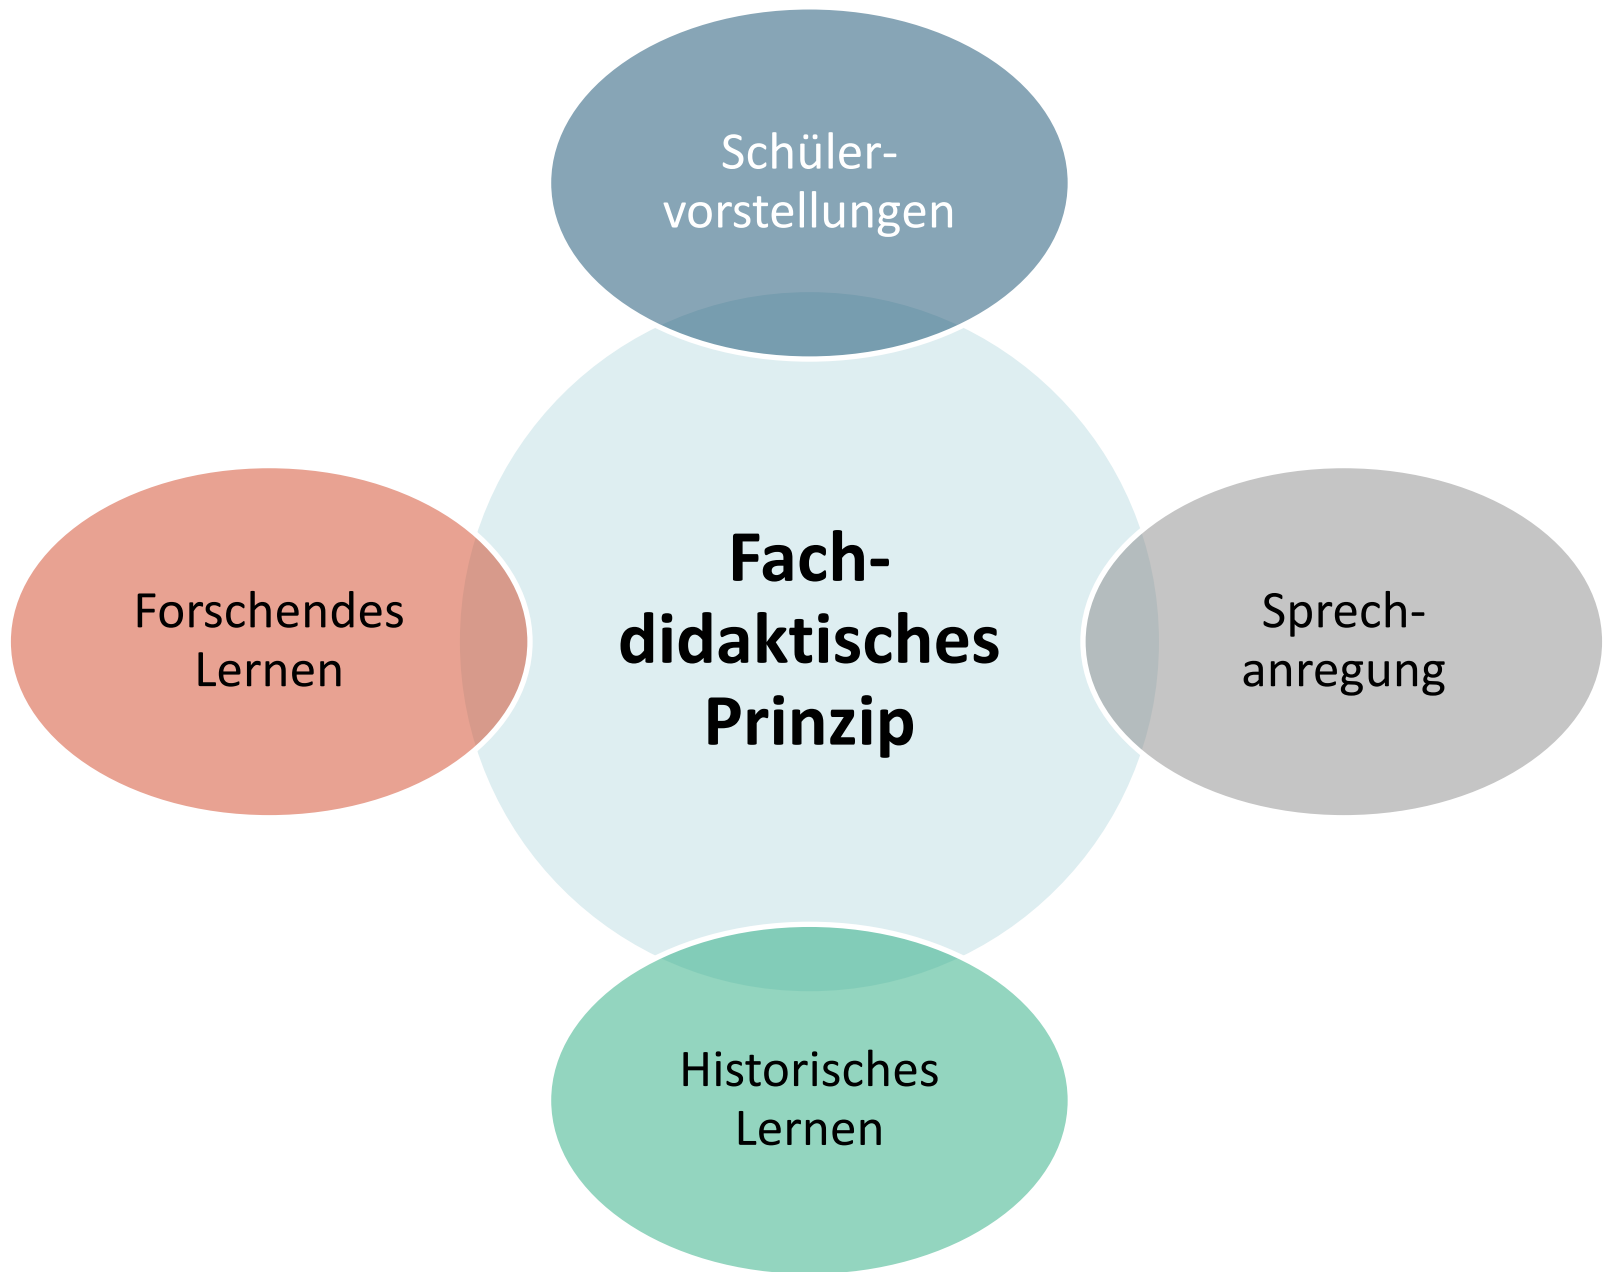 Schüler-
vorstellungen
Forschendes
Lernen
Fach-
didaktisches
Prinzip
Sprech-
anregung
Historisches
Lernen